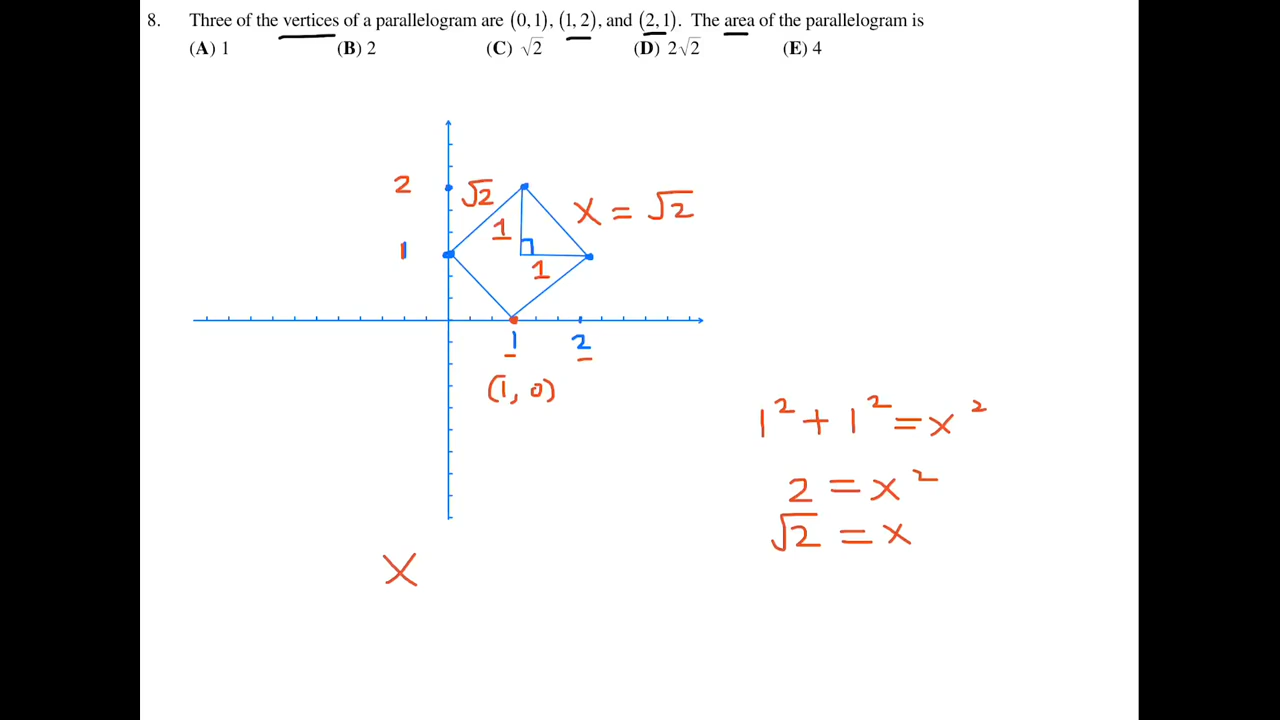 8. Three of the vertices of a parallelogram are (0, 1), (1, 2), and (2, 1). The area of the parallelogram is
(A) 1 (B) 2 (C) √2 (D) 2√2 (E) 4
2 √2
x = √2
1
1
1
1 2
(1, 0)
1² + 1² = x²
2 = x²
√2 = x
x